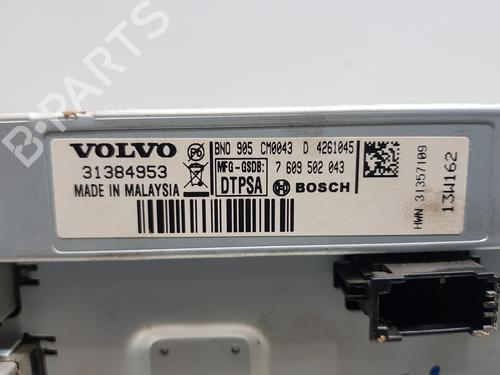 VOLVO
31384953
MADE IN MALAYSIA
Pb
BNO 905 CM0043 D 4261045
MFG-GSDB:
DTPSA
7 609 502 043
BOSCH
HWN 31357109
13W162
B-PARTS